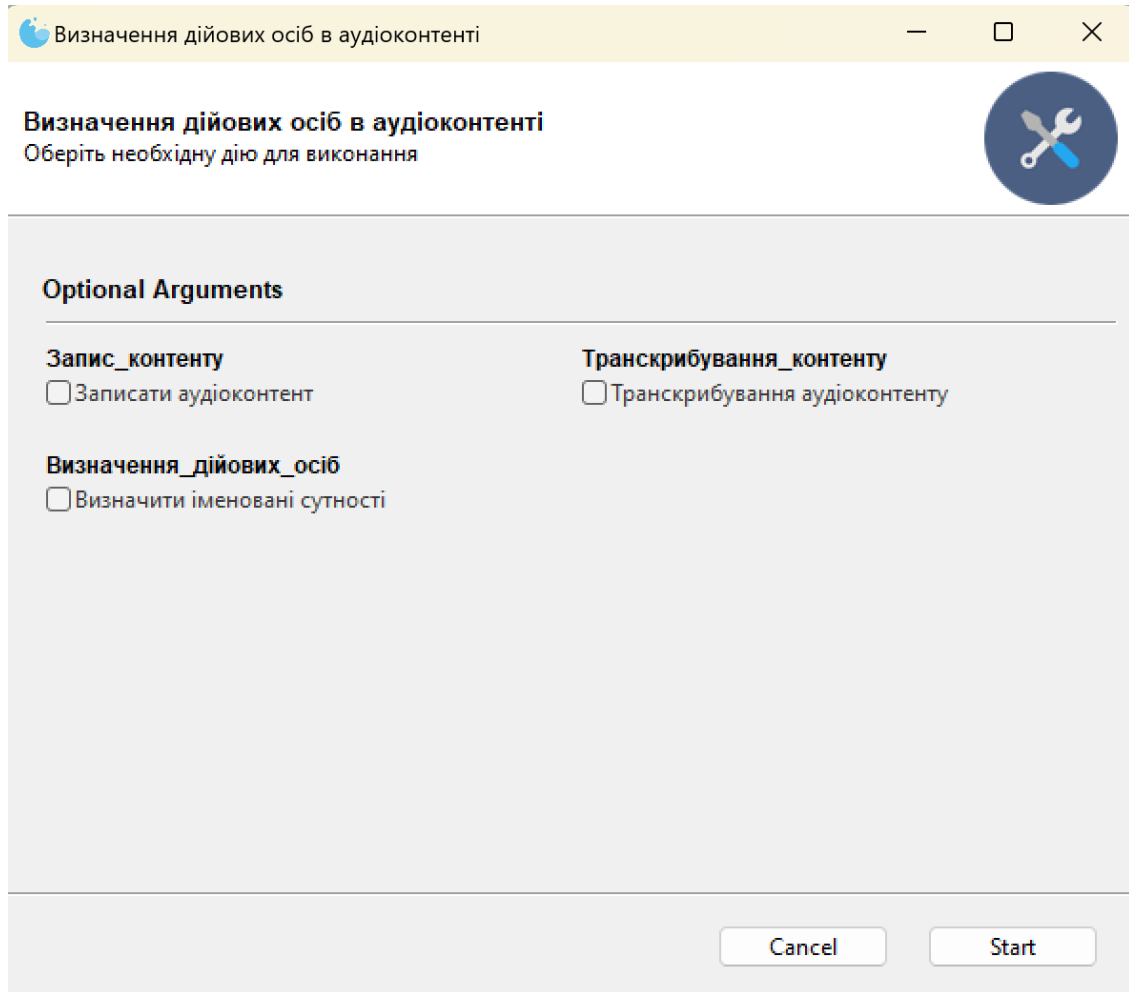 Визначення дійових осіб в аудіоконтенті
Визначення дійових осіб в аудіоконтенті
Оберіть необхідну дію для виконання
Optional Arguments
Запис_контенту
Записати аудіоконтент
Транскрибування_контенту
Транскрибування аудіоконтенту
Визначення_дійових_осіб
Визначити іменовані сутності
Cancel
Start